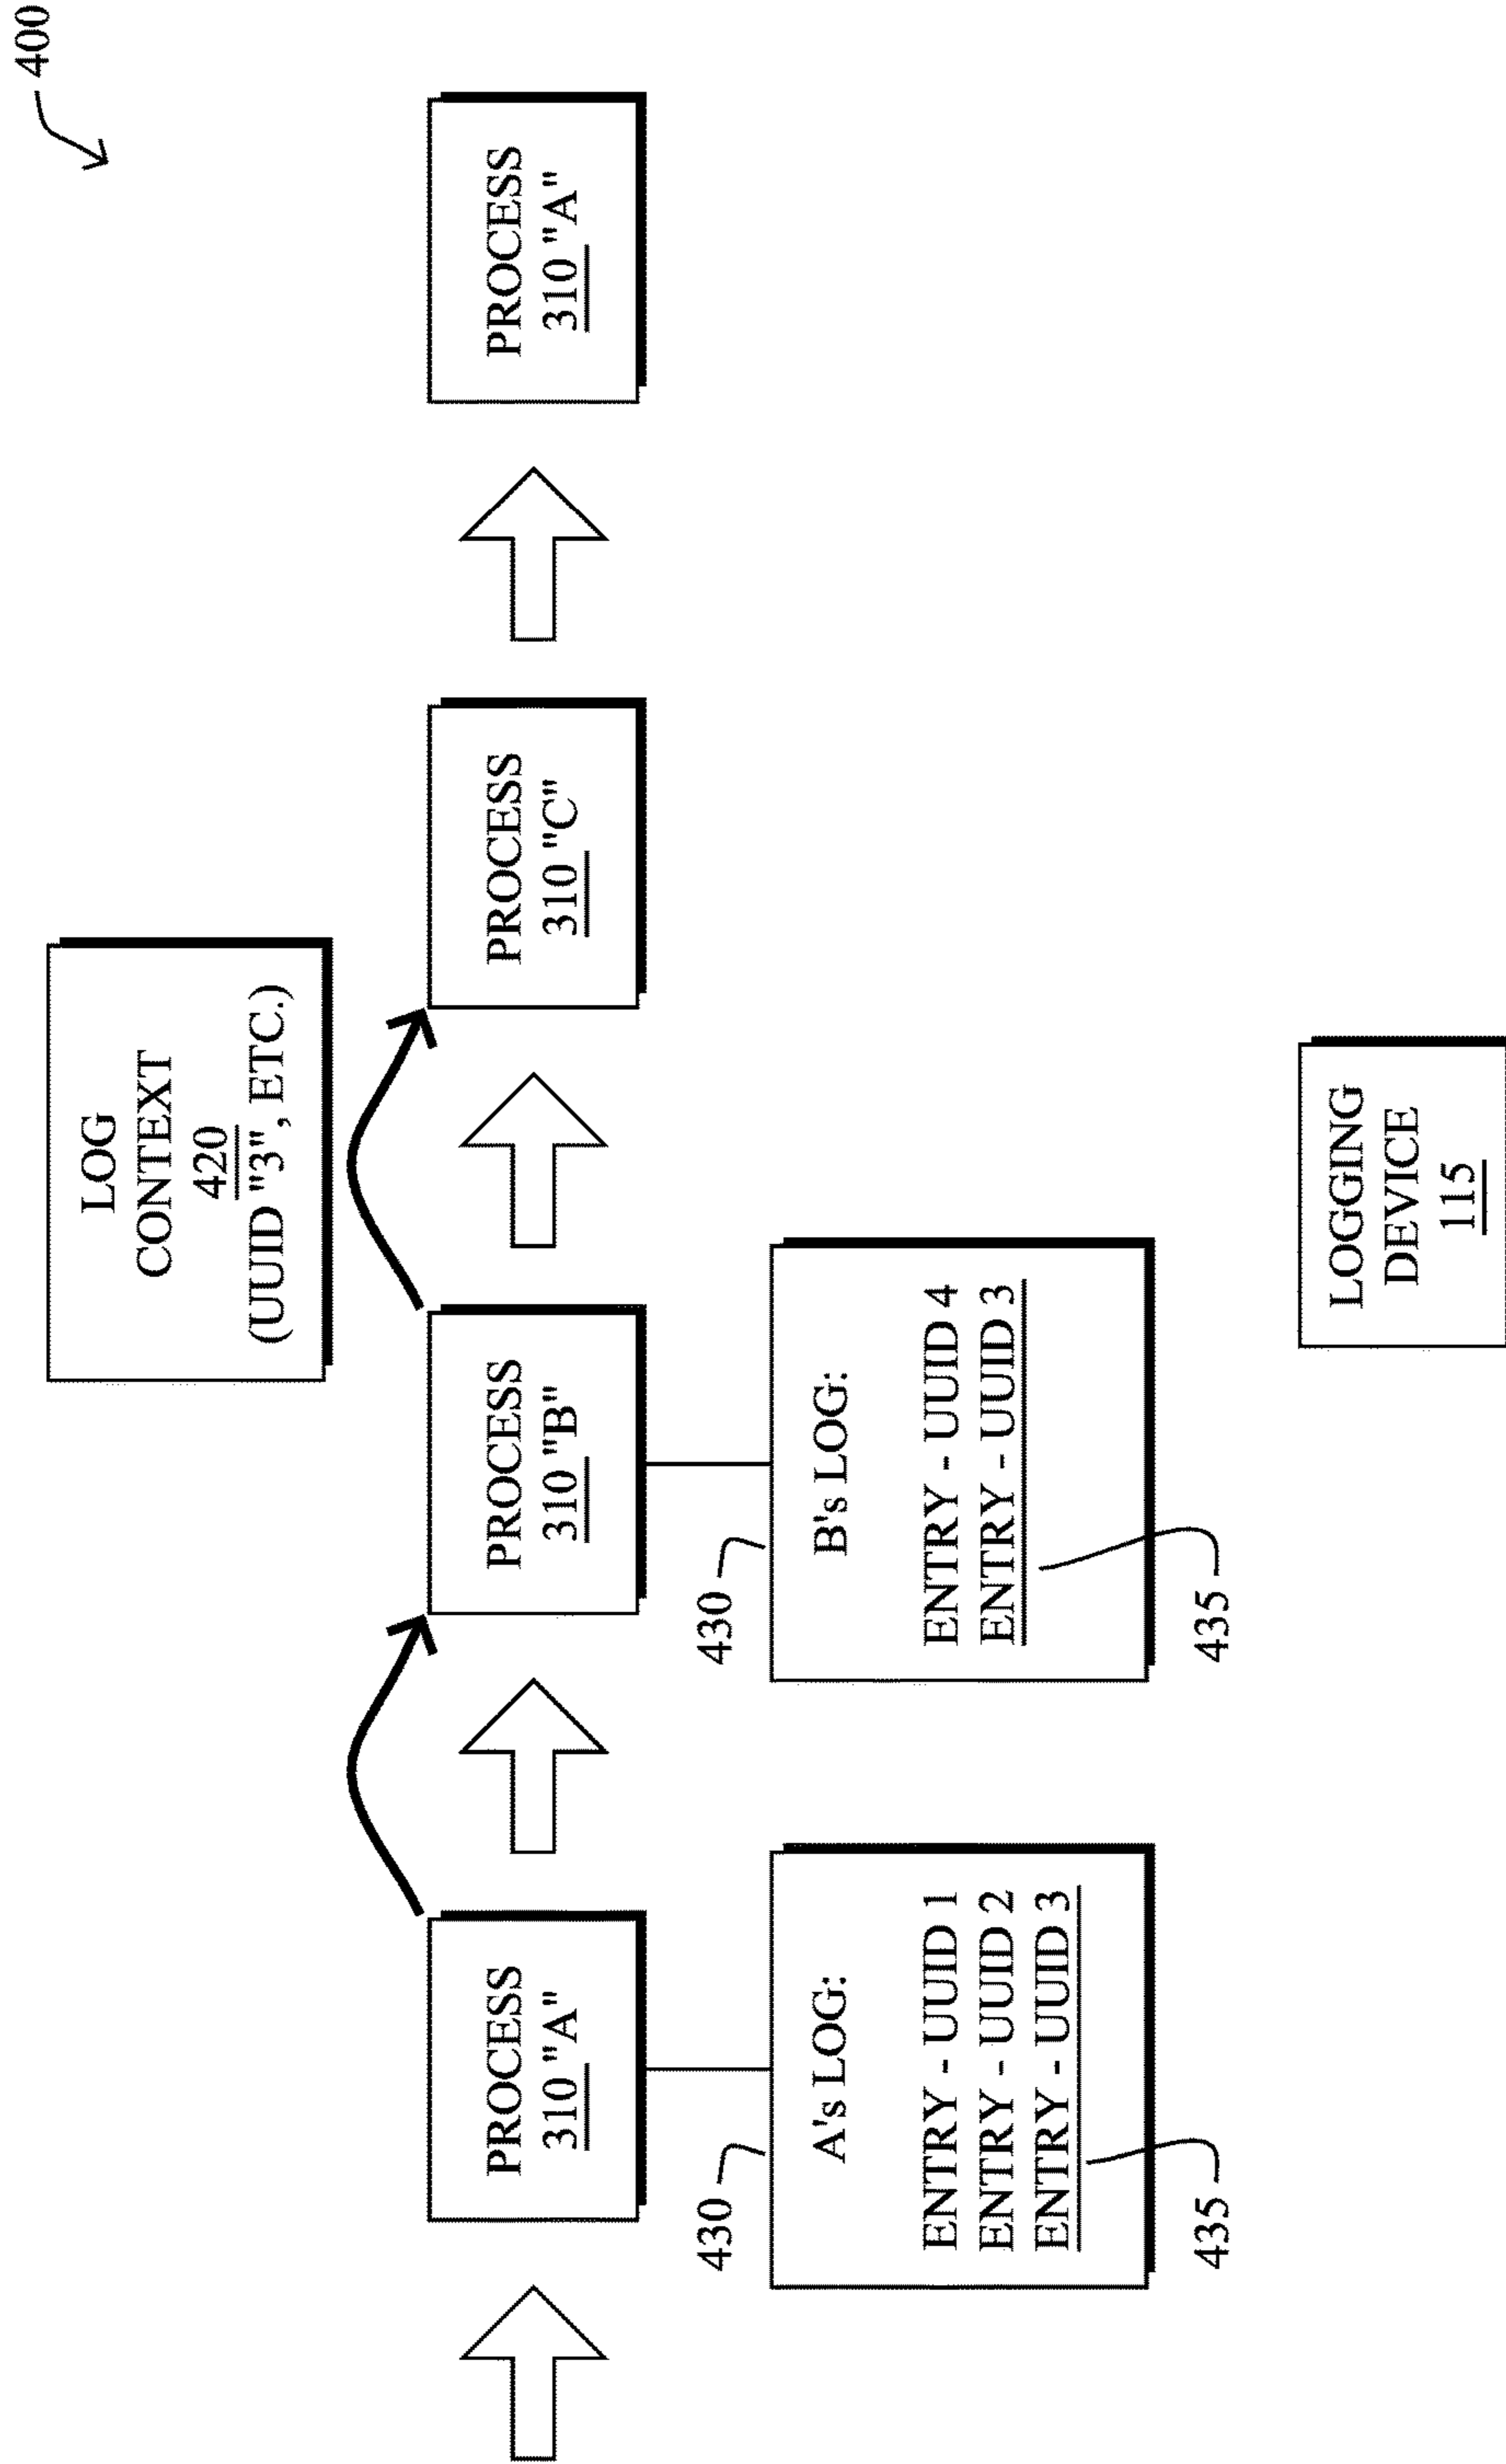 400
LOG
CONTEXT
420
(UUID "3", ETC.)
PROCESS
310 "A"
PROCESS
310 "B"
PROCESS
310 "C"
PROCESS
310 "A"
430
A's LOG:
ENTRY - UUID 1
ENTRY - UUID 2
ENTRY - UUID 3
435
430
B's LOG:
ENTRY - UUID 4
ENTRY - UUID 3
435
LOGGING
DEVICE
115